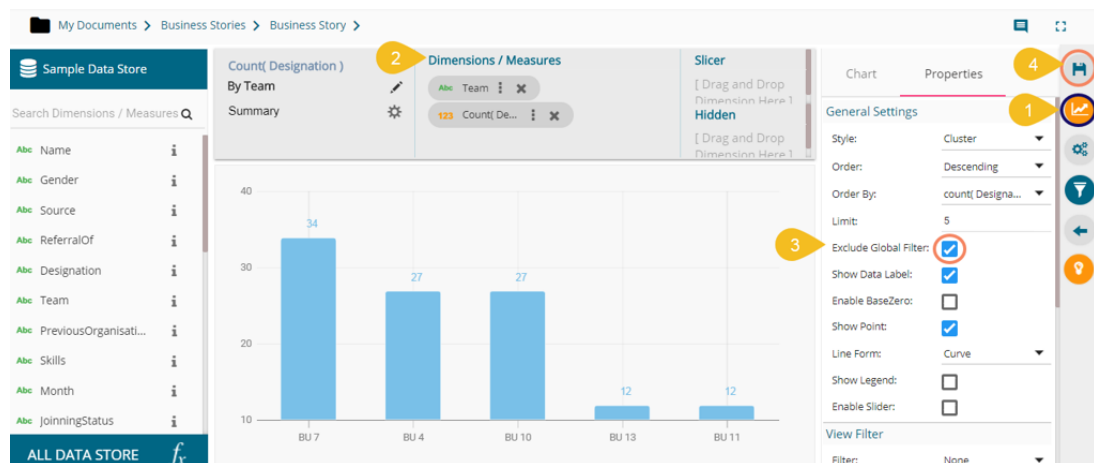 My Documents > Business Stories > Business Story >
Sample Data Store
Search Dimensions / Measures
Abc Name i
Abc Gender i
Abc Source i
Abc ReferralOf i
Abc Designation i
Abc Team i
Abc PreviousOrganisati... i
Abc Skills i
Abc Month i
Abc JoinningStatus i
ALL DATA STORE fx
Count( Designation )
By Team
Summary
2
Dimensions / Measures
Abc Team
123 Count( De...
Slicer
[ Drag and Drop
Dimension Here ]
Hidden
[ Drag and Drop
Dimension Here ]
40
30
20
10
34
27
27
12
12
BU 7
BU 4
BU 10
BU 13
BU 11
Chart
Properties
4
1
General Settings
Style: Cluster
Order: Descending
Order By: count( Designa...
Limit: 5
3
Exclude Global Filter:
Show Data Label:
Enable BaseZero:
Show Point:
Line Form: Curve
Show Legend:
Enable Slider:
View Filter
Filter: None